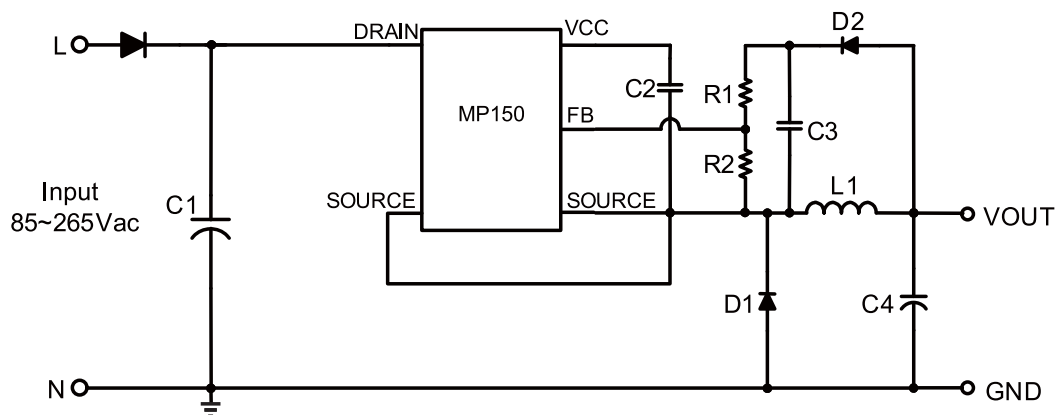 D2
L
DRAIN
VCC
C2
R1
MP150
FB
C3
R2
Input
85~265Vac
C1
SOURCE
SOURCE
L1
VOUT
D1
C4
N
GND